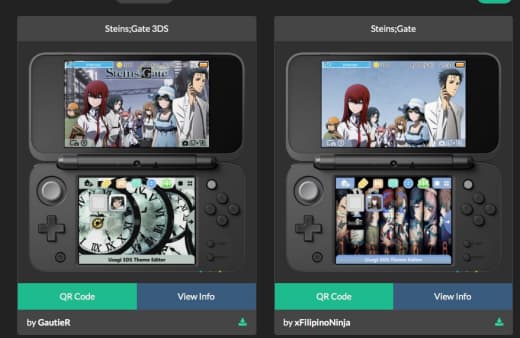 Steins;Gate 3DS
Steins;Gate
Steins Gate
Usagi 3DS Theme Editor
Usagi 3DS Theme Editor
QR Code
View Info
QR Code
View Info
by GautieR
by xFilipinoNinja